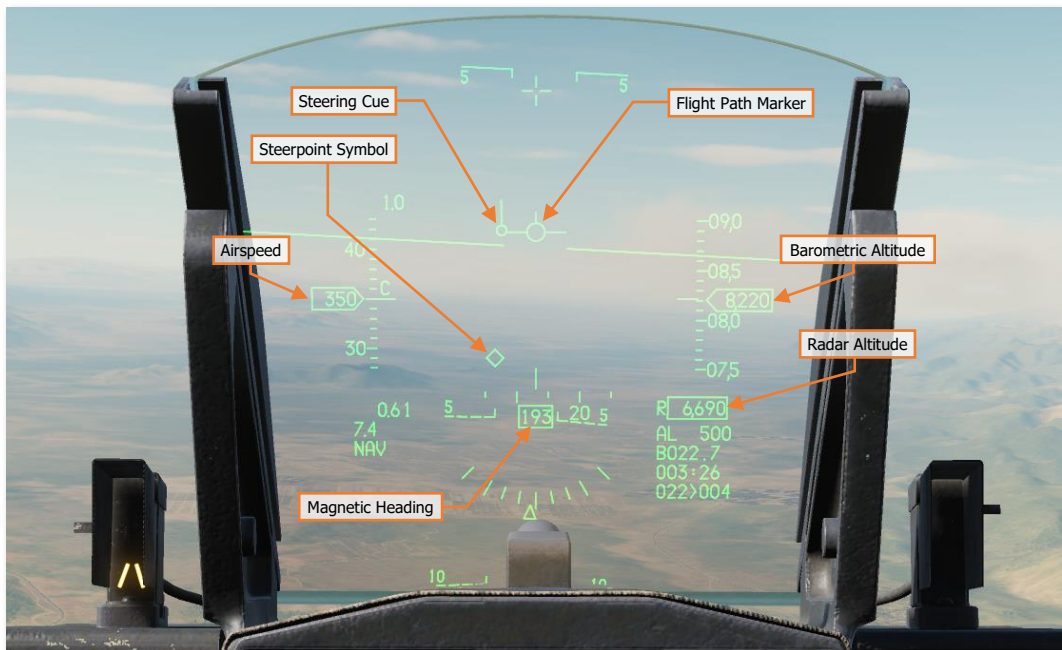 5 5
Steering Cue
Flight Path Marker
Steerpoint Symbol
1.0
09,0
40
Airspeed
08,5
Barometric Altitude
350
C
8220
08,0
30
Radar Altitude
07,5
0.61
5
193
20
5
R 6,690
7.4
AL 500
NAV
B022.7
003:26
Magnetic Heading
022>004
10 10